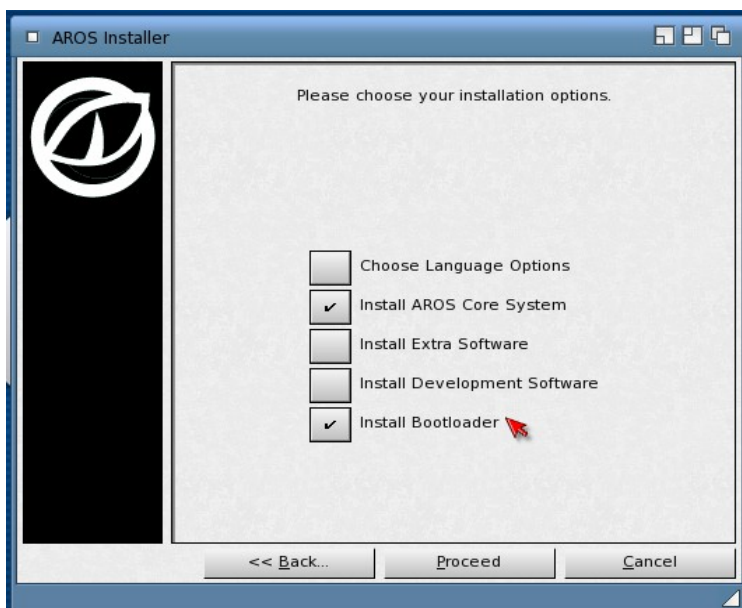 AROS Installer
Please choose your installation options.
Choose Language Options
Install AROS Core System
Install Extra Software
Install Development Software
Install Bootloader
<< Back...
Proceed
Cancel